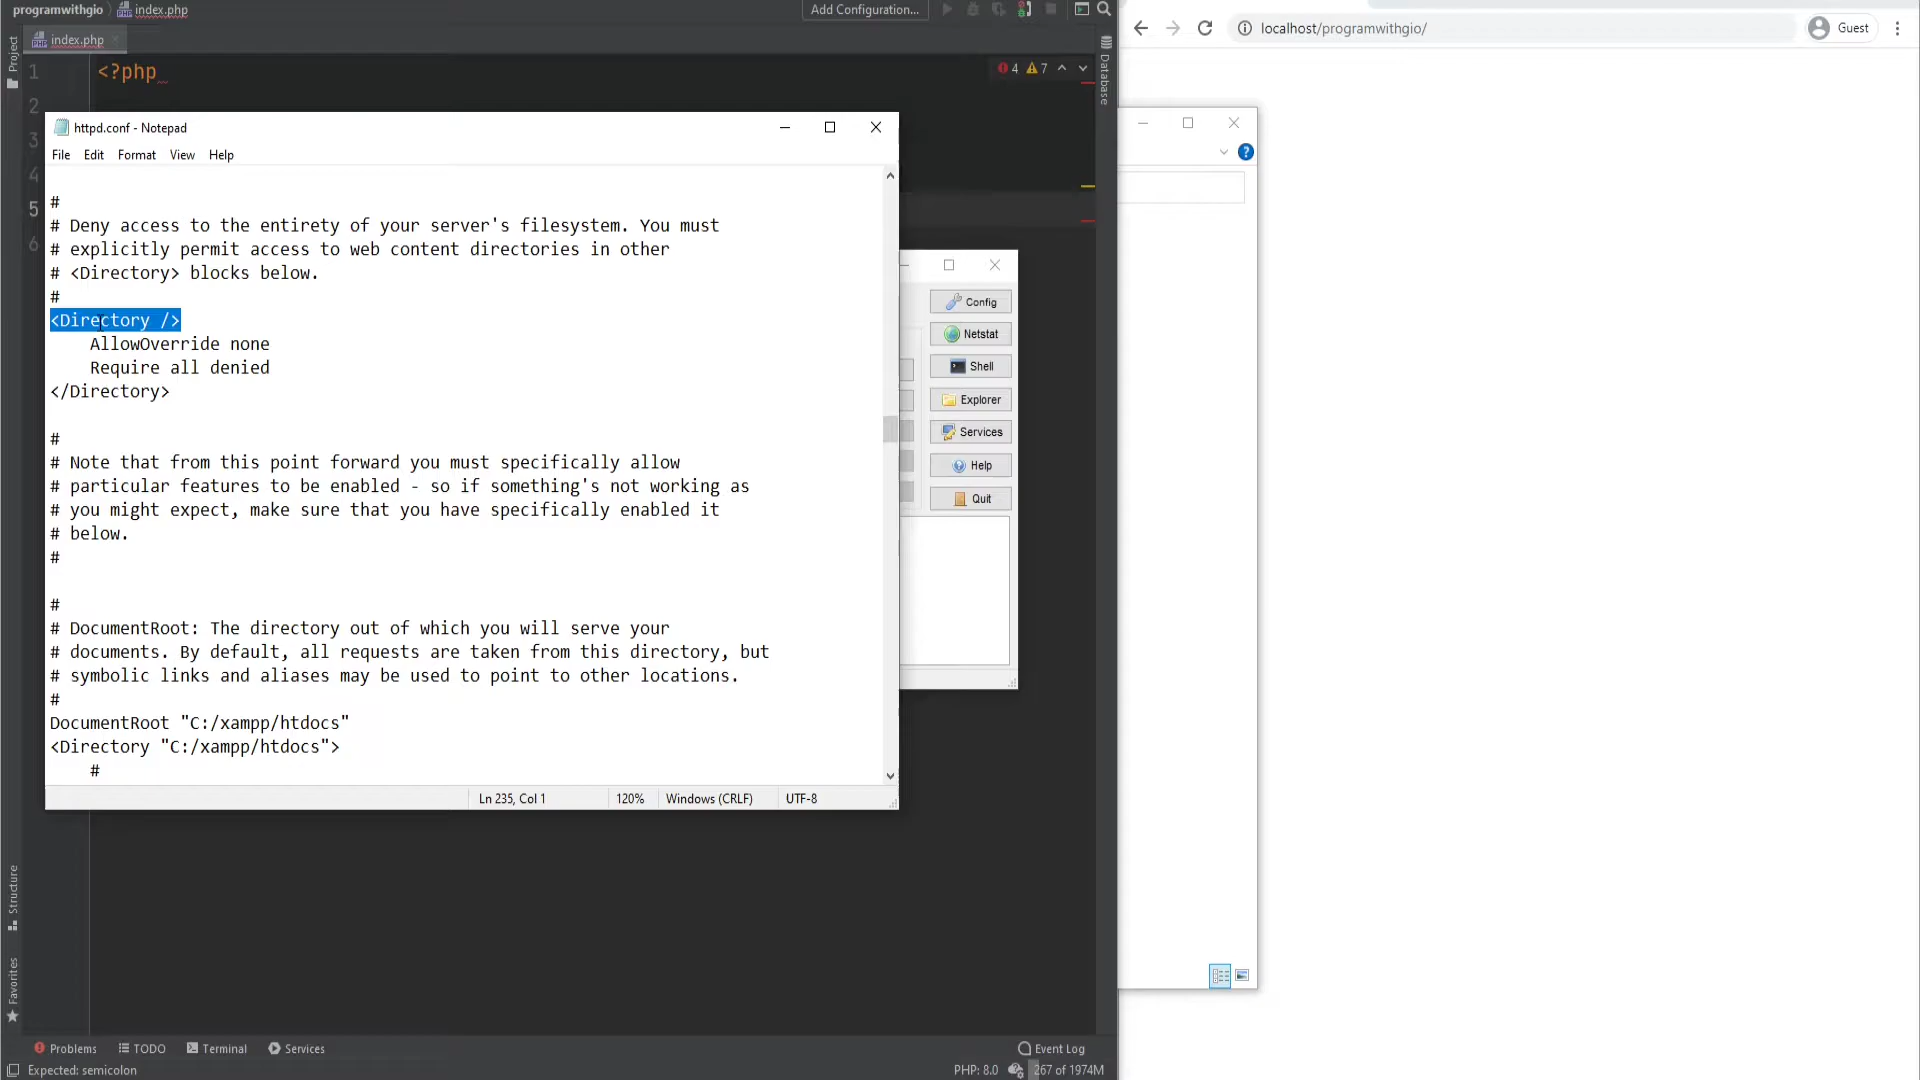 programwithgio
index.php
Add Configuration...
index.php
localhost/programwithgio/
Guest
Project
Database
1
<?php
4
7
2
3
4
5
6
httpd.conf - Notepad
File
Edit
Format
View
Help
#
# Deny access to the entirety of your server's filesystem. You must
# explicitly permit access to web content directories in other
# <Directory> blocks below.
#
<Directory />
AllowOverride none
Require all denied
</Directory>
#
# Note that from this point forward you must specifically allow
# particular features to be enabled - so if something's not working as
# you might expect, make sure that you have specifically enabled it
# below.
#
#
# DocumentRoot: The directory out of which you will serve your
# documents. By default, all requests are taken from this directory, but
# symbolic links and aliases may be used to point to other locations.
#
DocumentRoot "C:/xampp/htdocs"
<Directory "C:/xampp/htdocs">
#
Ln 235, Col 1
120%
Windows (CRLF)
UTF-8
Config
Netstat
Shell
Explorer
Services
Help
Quit
Structure
Favorites
Problems
TODO
Terminal
Services
Event Log
Expected: semicolon
PHP: 8.0
267 of 1974M